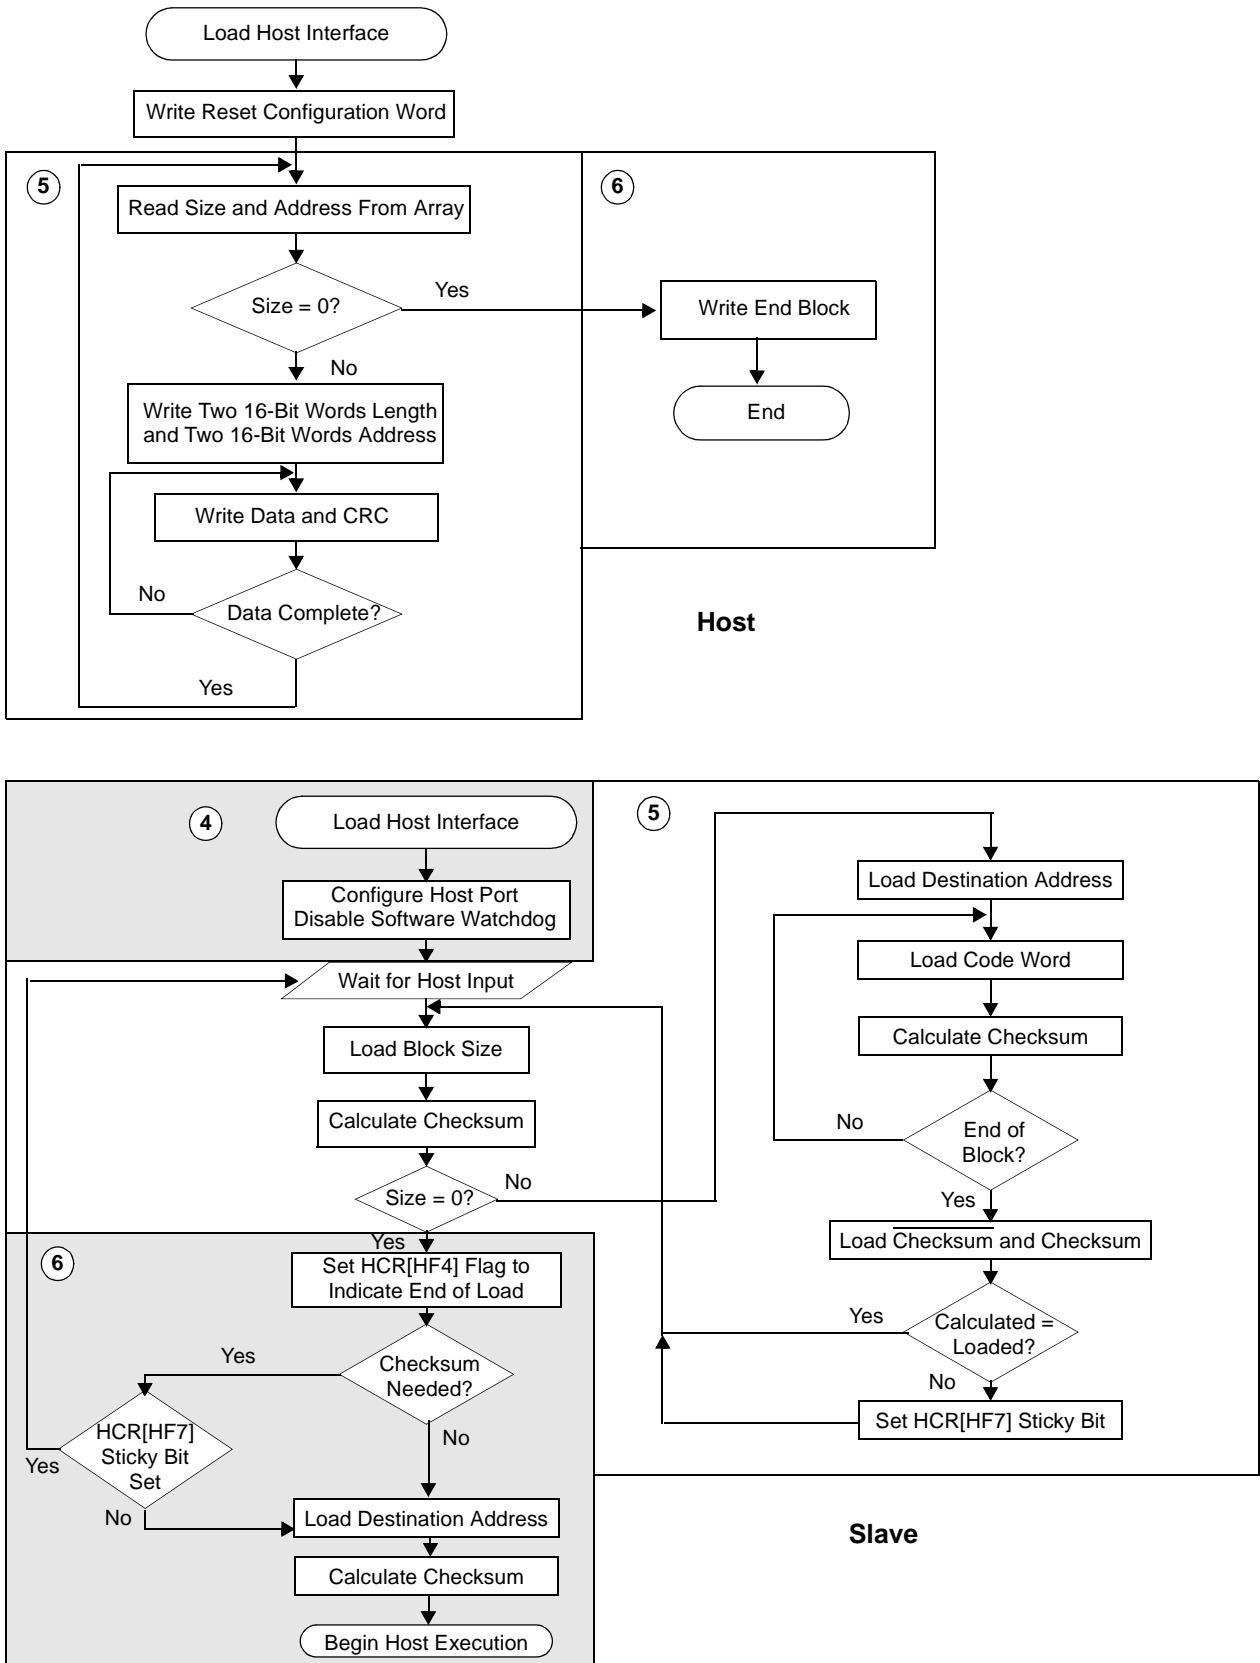 Load Host Interface
Write Reset Configuration Word
5
6
Read Size and Address From Array
Size = 0?
Yes
Write End Block
No
End
Write Two 16-Bit Words Length
and Two 16-Bit Words Address
Write Data and CRC
No
Data Complete?
Yes
Host
4
Load Host Interface
Configure Host Port
Disable Software Watchdog
Wait for Host Input
Load Block Size
Calculate Checksum
Size = 0?
No
Yes
5
Load Destination Address
Load Code Word
Calculate Checksum
No
End of
Block?
Yes
Load Checksum and Checksum
Yes
Calculated =
Loaded?
No
Set HCR[HF7] Sticky Bit
6
Set HCR[HF4] Flag to
Indicate End of Load
Yes
Checksum
Needed?
No
HCR[HF7]
Sticky Bit
Set
Yes
No
Load Destination Address
Calculate Checksum
Begin Host Execution
Slave